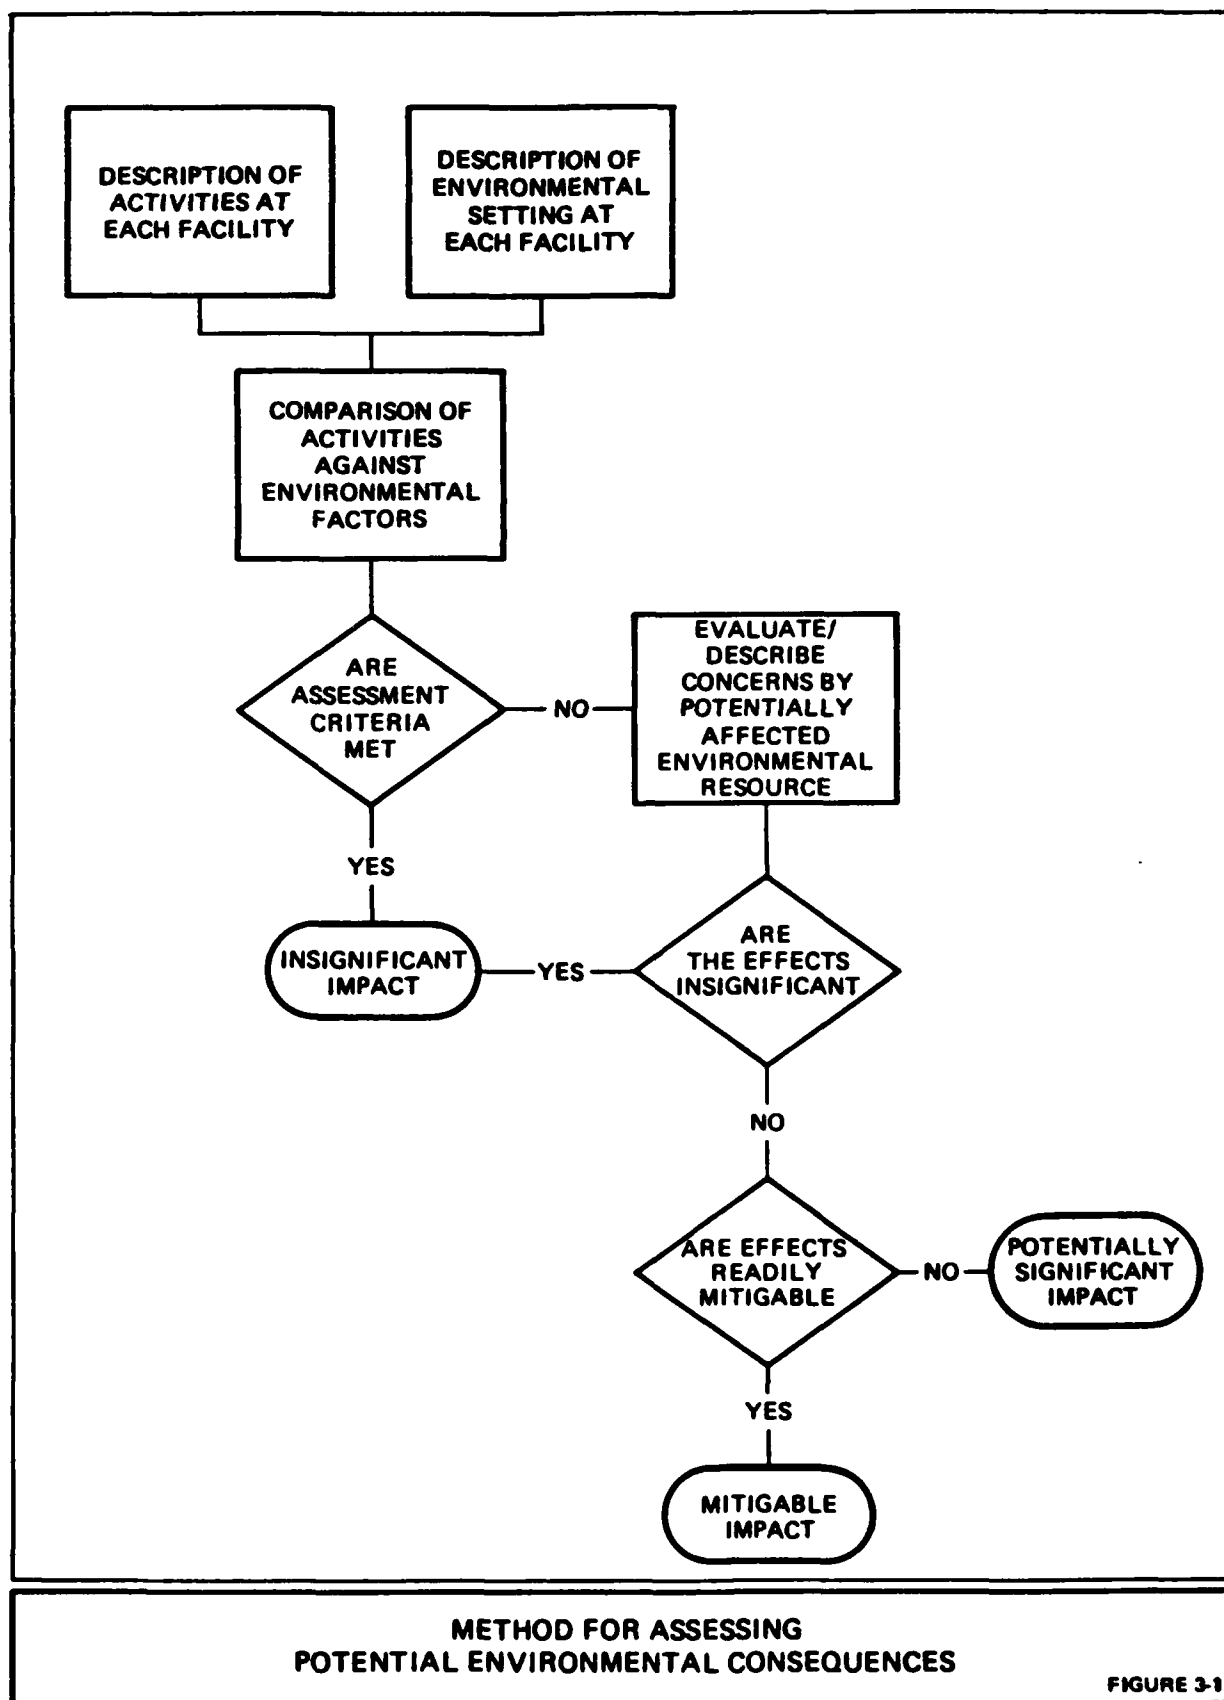 DESCRIPTION OF
ACTIVITIES AT
EACH FACILITY
DESCRIPTION OF
ENVIRONMENTAL
SETTING AT
EACH FACILITY
COMPARISON OF
ACTIVITIES
AGAINST
ENVIRONMENTAL
FACTORS
ARE
ASSESSMENT
CRITERIA
MET
NO
EVALUATE/
DESCRIBE
CONCERNS BY
POTENTIALLY
AFFECTED
ENVIRONMENTAL
RESOURCE
YES
INSIGNIFICANT
IMPACT
YES
ARE
THE EFFECTS
INSIGNIFICANT
NO
ARE EFFECTS
READILY
MITIGABLE
NO
POTENTIALLY
SIGNIFICANT
IMPACT
YES
MITIGABLE
IMPACT
METHOD FOR ASSESSING
POTENTIAL ENVIRONMENTAL CONSEQUENCES
FIGURE 3-1